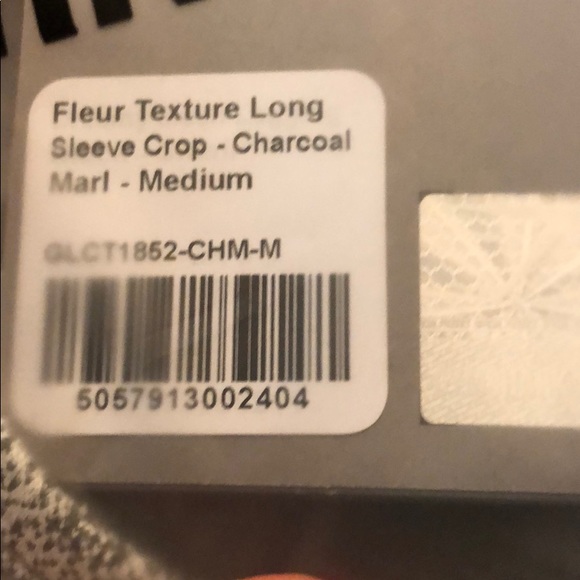 Fleur Texture Long
Sleeve Crop - Charcoal
Marl - Medium
GLCT1852-CHM-M
5057913002404